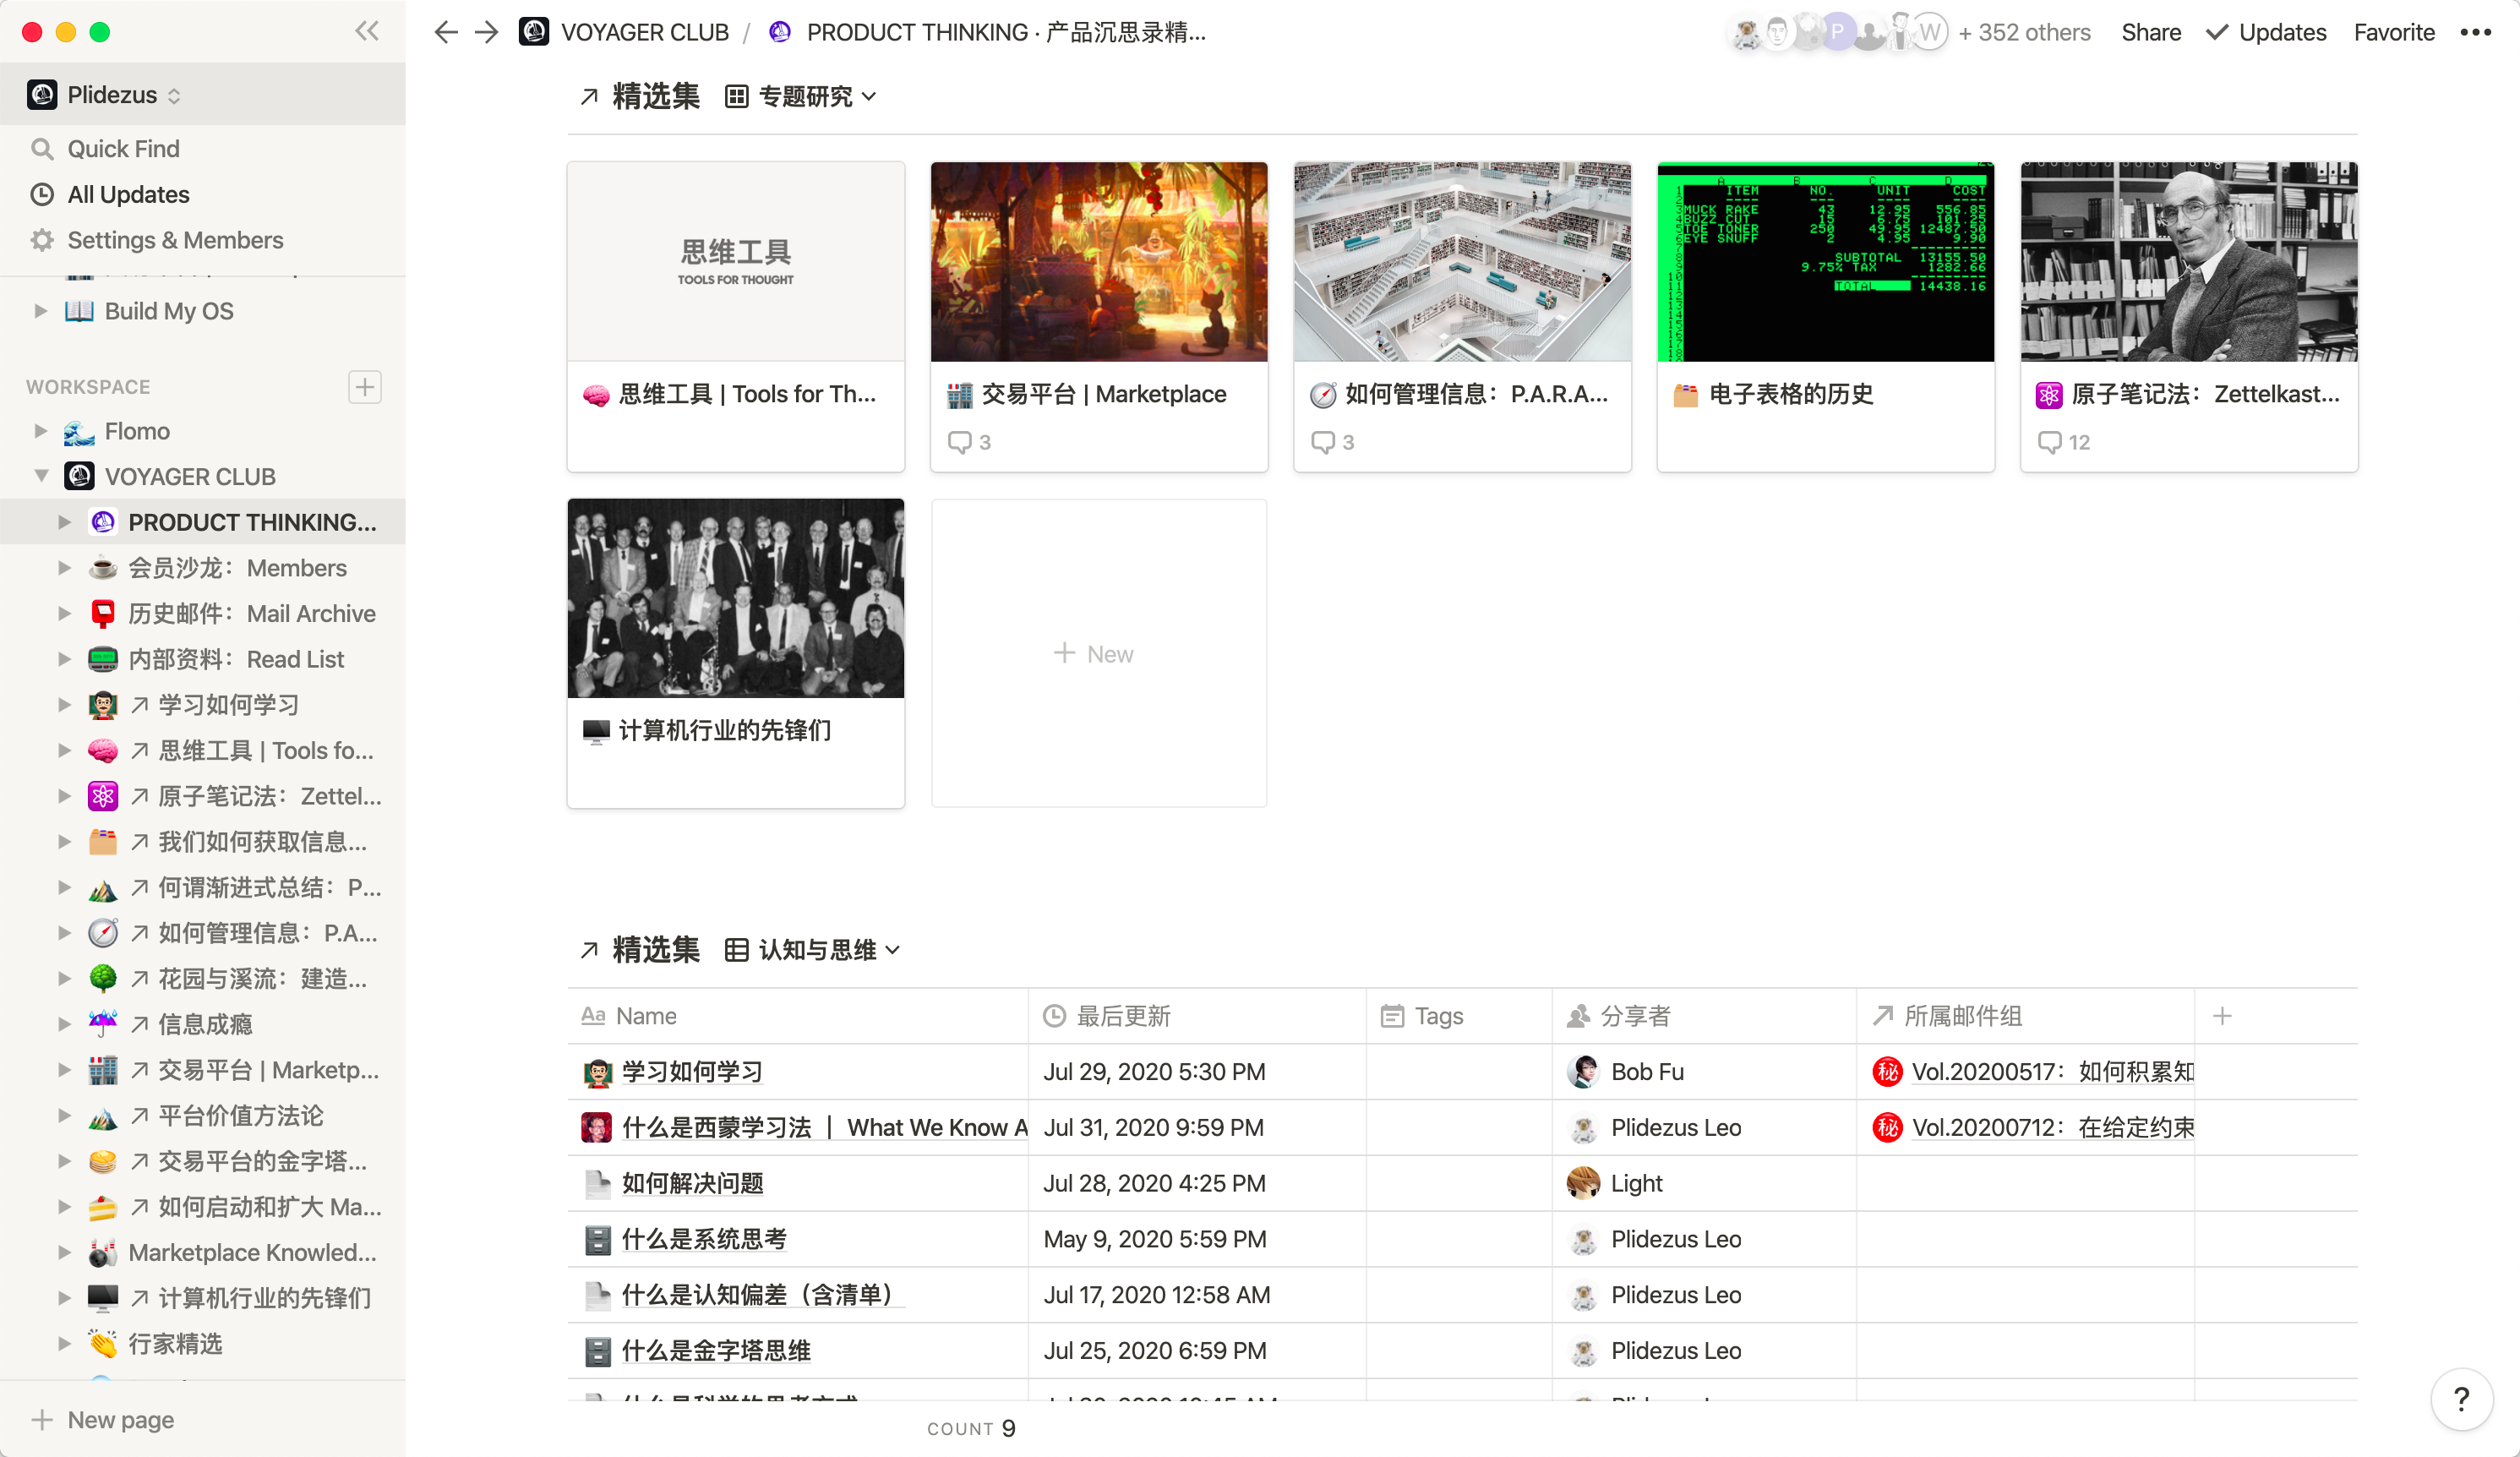 VOYAGER CLUB / PRODUCT THINKING · 产品沉思录精...
P W + 352 others Share Updates Favorite
Plidezus
Quick Find
All Updates
Settings & Members
Build My OS
WORKSPACE
Flomo
VOYAGER CLUB
PRODUCT THINKING...
会员沙龙：Members
历史邮件：Mail Archive
内部资料：Read List
学习如何学习
思维工具 | Tools fo...
原子笔记法：Zettel...
我们如何获取信息...
何谓渐进式总结：P...
如何管理信息：P.A...
花园与溪流：建造...
信息成瘾
交易平台 | Marketp...
平台价值方法论
交易平台的金字塔...
如何启动和扩大 Ma...
Marketplace Knowled...
计算机行业的先锋们
行家精选
New page
精选集 专题研究
思维工具
TOOLS FOR THOUGHT
思维工具 | Tools for Th...
交易平台 | Marketplace
3
如何管理信息：P.A.R.A...
3
A B C D
ITEM NO. UNIT COST
MUCK RAKE 43 12.95 556.85
BUZZ CUT 15 6.75 101.25
TOE TONER 250 49.95 12487.50
EYE SNUFF 2 4.95 9.90
SUBTOTAL 13155.50
9.75% TAX 1282.66
TOTAL 14438.16
电子表格的历史
原子笔记法：Zettelkast...
12
计算机行业的先锋们
New
精选集 认知与思维
Aa Name 最后更新 Tags 分享者 所属邮件组
学习如何学习 Jul 29, 2020 5:30 PM Bob Fu 秘 Vol.20200517：如何积累知
什么是西蒙学习法 | What We Know A Jul 31, 2020 9:59 PM Plidezus Leo 秘 Vol.20200712：在给定约束
如何解决问题 Jul 28, 2020 4:25 PM Light
什么是系统思考 May 9, 2020 5:59 PM Plidezus Leo
什么是认知偏差（含清单） Jul 17, 2020 12:58 AM Plidezus Leo
什么是金字塔思维 Jul 25, 2020 6:59 PM Plidezus Leo
COUNT 9
?